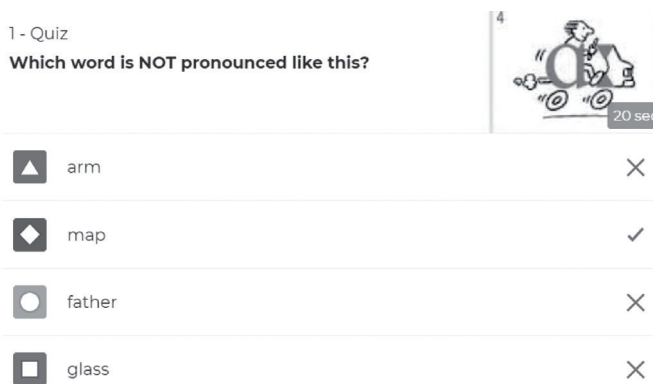 1 - Quiz
4
Which word is NOT pronounced like this?
20 sec
arm
map
father
glass